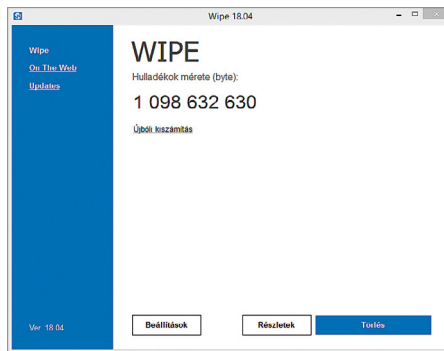 Wipe 18.04
Wipe
On The Web
Updates
WIPE
Hulladékok mérete (byte):
1 098 632 630
Újbóli kiszámítás
Ver. 18.04
Beállítások
Részletek
Törlés